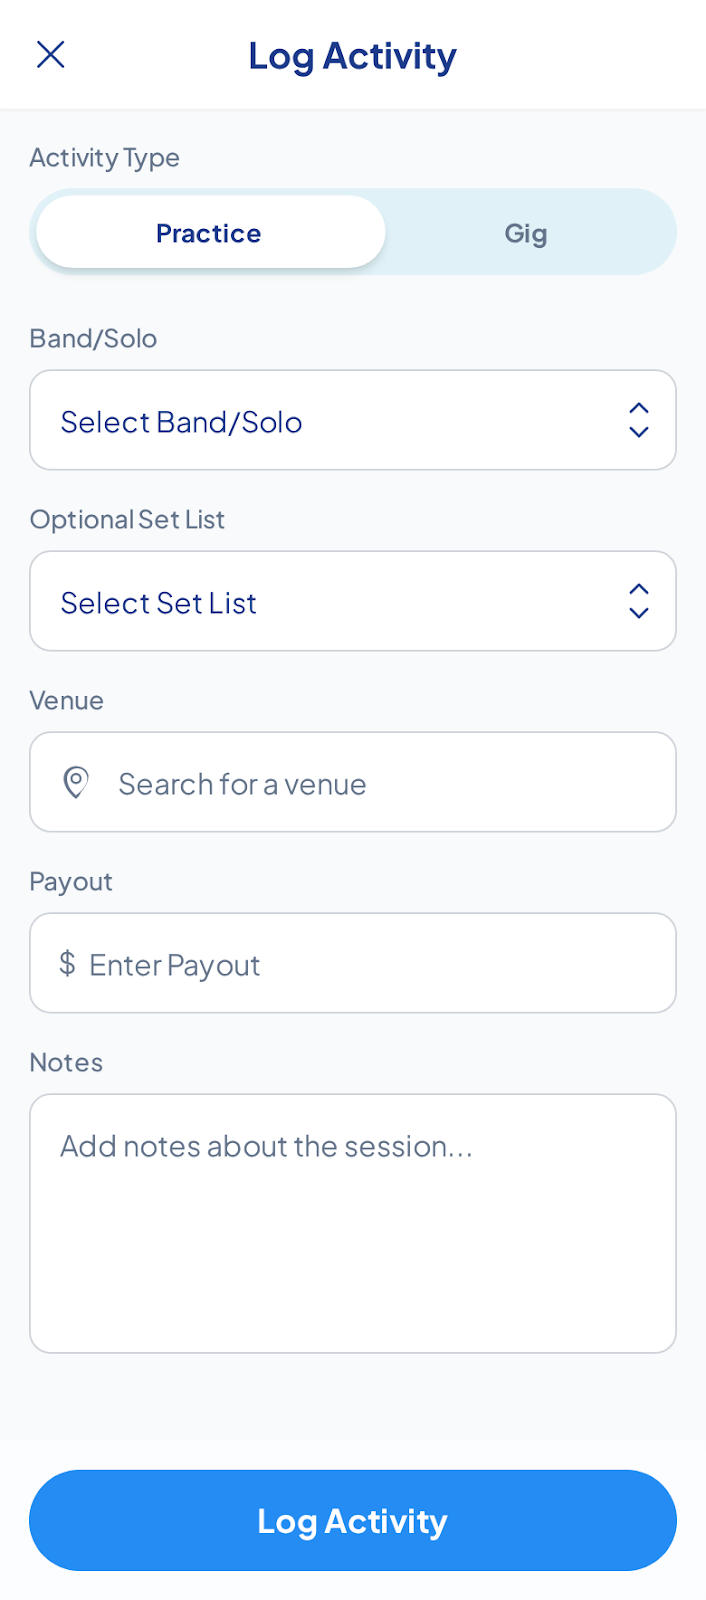 Log Activity
Activity Type
Practice
Gig
Band/Solo
Select Band/Solo
Optional Set List
Select Set List
Venue
Search for a venue
Payout
$ Enter Payout
Notes
Add notes about the session...
Log Activity